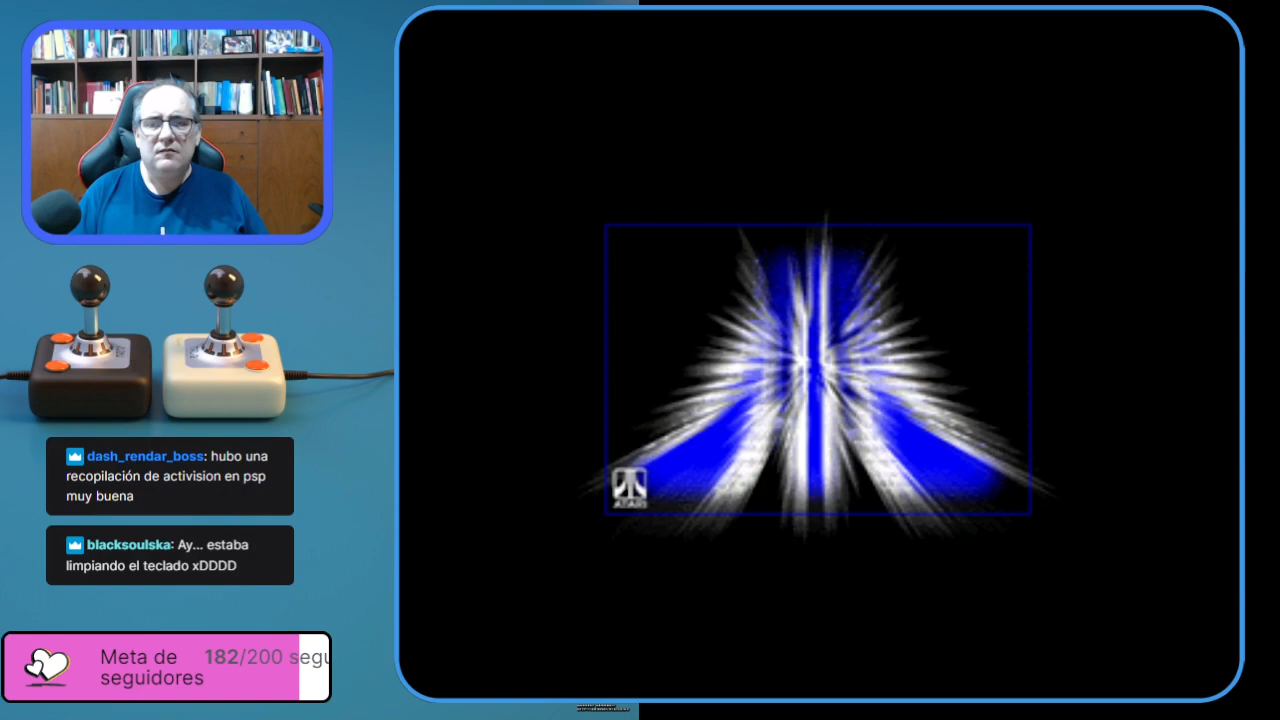 dash_rendar_boss: hubo una
recopilación de activision en psp
muy buena
blacksoulska: Ay... estaba
limpiando el teclado xDDDD
Meta de
seguidores
182/200 segu
ATARI